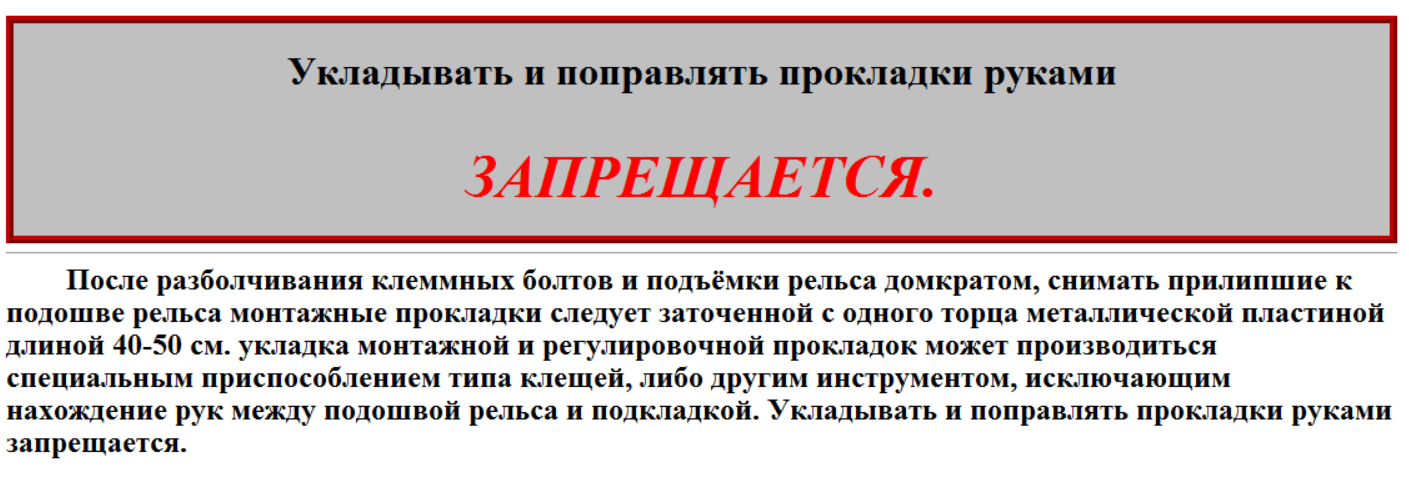 Укладывать и поправлять прокладки руками
ЗАПРЕЩАЕТСЯ.
После разболчивания клеммных болтов и подъёмки рельса домкратом, снимать прилипшие к
подошве рельса монтажные прокладки следует заточенной с одного торца металлической пластиной
длиной 40-50 см. укладка монтажной и регулировочной прокладок может производиться
специальным приспособлением типа клещей, либо другим инструментом, исключающим
нахождение рук между подошвой рельса и подкладкой. Укладывать и поправлять прокладки руками
запрещается.